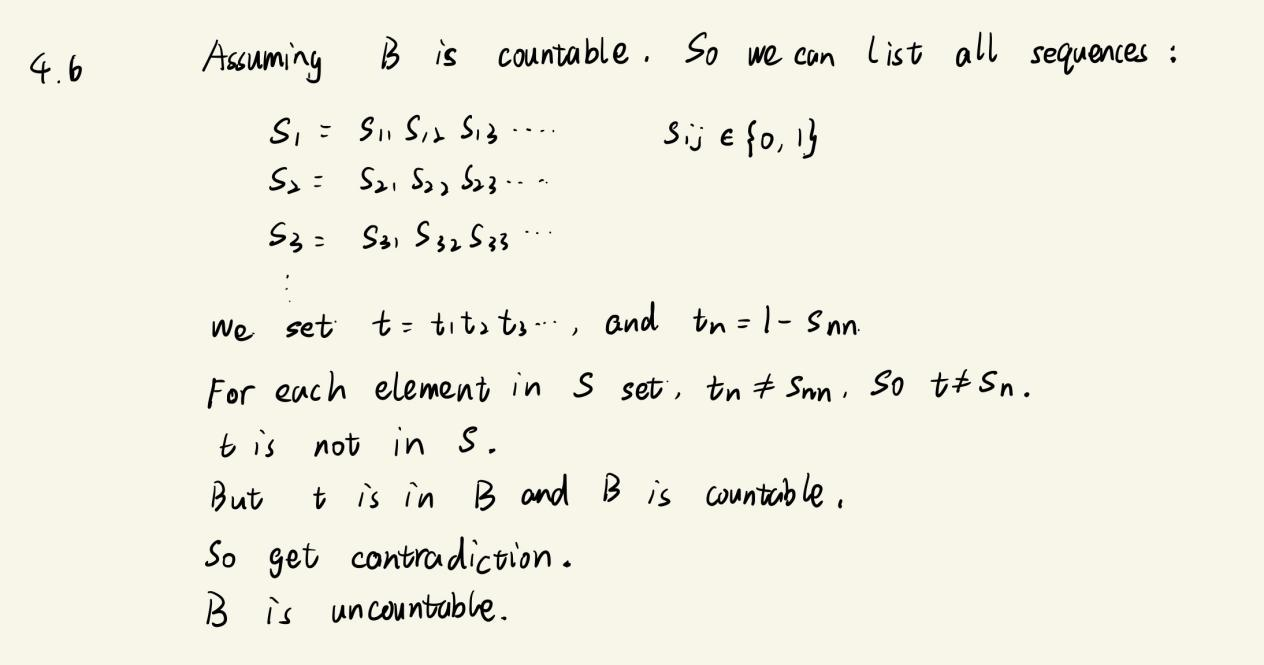 4.6 Assuming B is countable. So we can list all sequences :
S₁ = S₁₁ S₁₂ S₁₃ ···· Sᵢⱼ ∈ {0, 1}
S₂ = S₂₁ S₂₂ S₂₃ ····
S₃ = S₃₁ S₃₂ S₃₃ ···
⋮
we set t = t₁ t₂ t₃ ··· , and tₙ = 1 - Sₙₙ.
For each element in S set, tₙ ≠ Sₙₙ. So t ≠ Sₙ.
t is not in S.
But t is in B and B is countable.
So get contradiction.
B is uncountable.